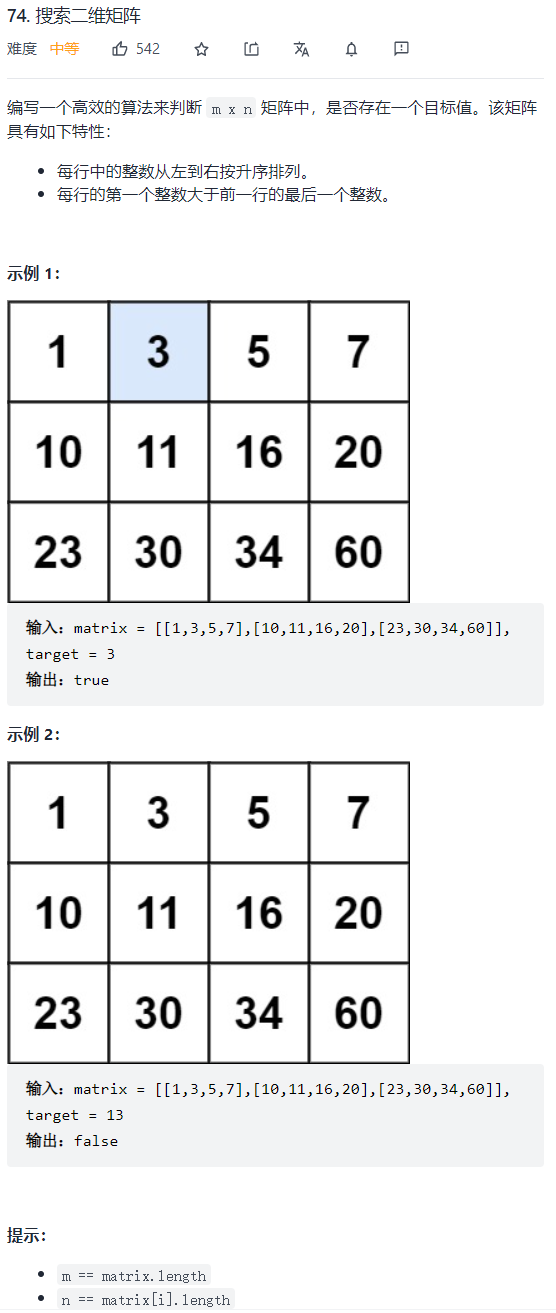 74. 搜索二维矩阵
难度 中等 542
编写一个高效的算法来判断 m x n 矩阵中，是否存在一个目标值。该矩阵
具有如下特性：
每行中的整数从左到右按升序排列。
每行的第一个整数大于前一行的最后一个整数。
示例 1：
1 3 5 7
10 11 16 20
23 30 34 60
输入：matrix = [[1,3,5,7],[10,11,16,20],[23,30,34,60]],
target = 3
输出：true
示例 2：
1 3 5 7
10 11 16 20
23 30 34 60
输入：matrix = [[1,3,5,7],[10,11,16,20],[23,30,34,60]],
target = 13
输出：false
提示：
m == matrix.length
n == matrix[i].length